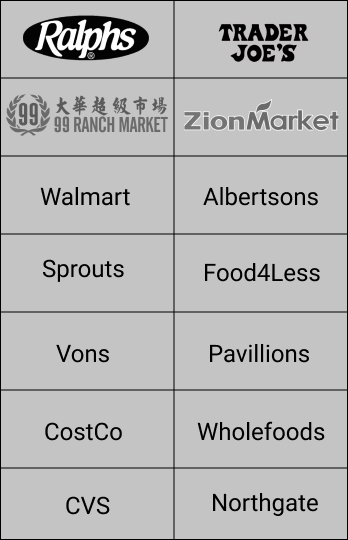 Ralphs®
TRADER
JOE'S
99 大華超級市場
99 RANCH MARKET
ZionMarket
Walmart
Albertsons
Sprouts
Food4Less
Vons
Pavillions
CostCo
Wholefoods
CVS
Northgate